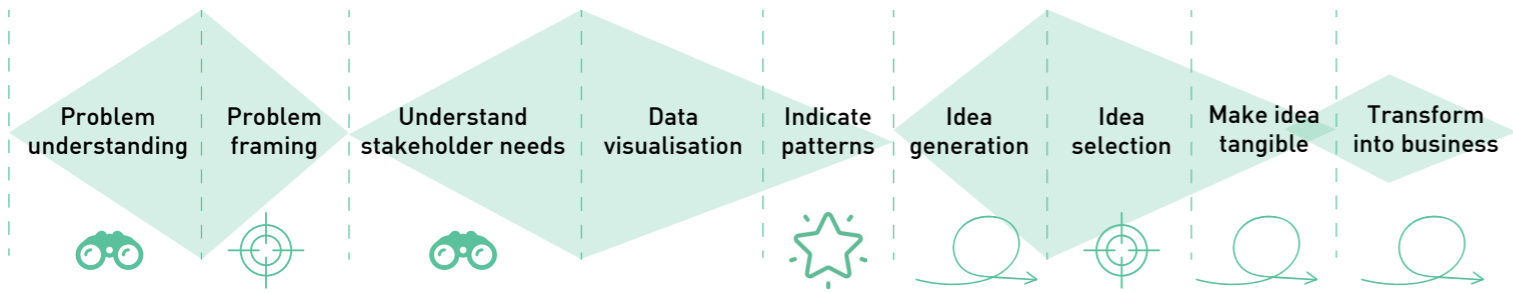 Problem
understanding
Problem
framing
Understand
stakeholder needs
Data
visualisation
Indicate
patterns
Idea
generation
Idea
selection
Make idea
tangible
Transform
into business